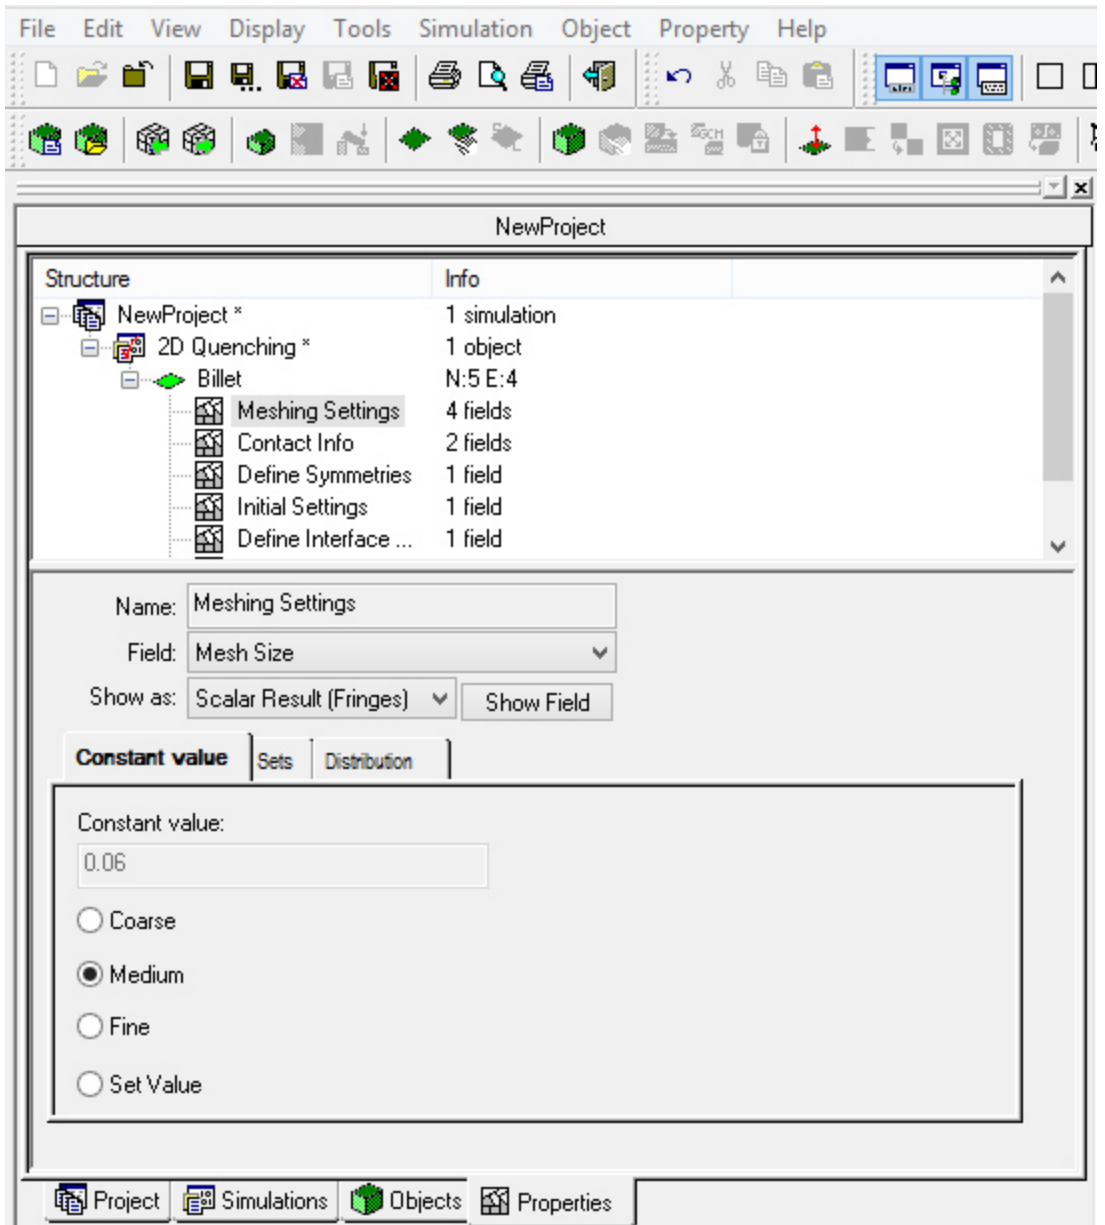 File Edit View Display Tools Simulation Object Property Help
NewProject
Structure Info
NewProject * 1 simulation
2D Quenching * 1 object
Billet N:5 E:4
Meshing Settings 4 fields
Contact Info 2 fields
Define Symmetries 1 field
Initial Settings 1 field
Define Interface ... 1 field
Name: Meshing Settings
Field: Mesh Size
Show as: Scalar Result (Fringes) Show Field
Constant value Sets Distribution
Constant value:
0.06
Coarse
Medium
Fine
Set Value
Project Simulations Objects Properties